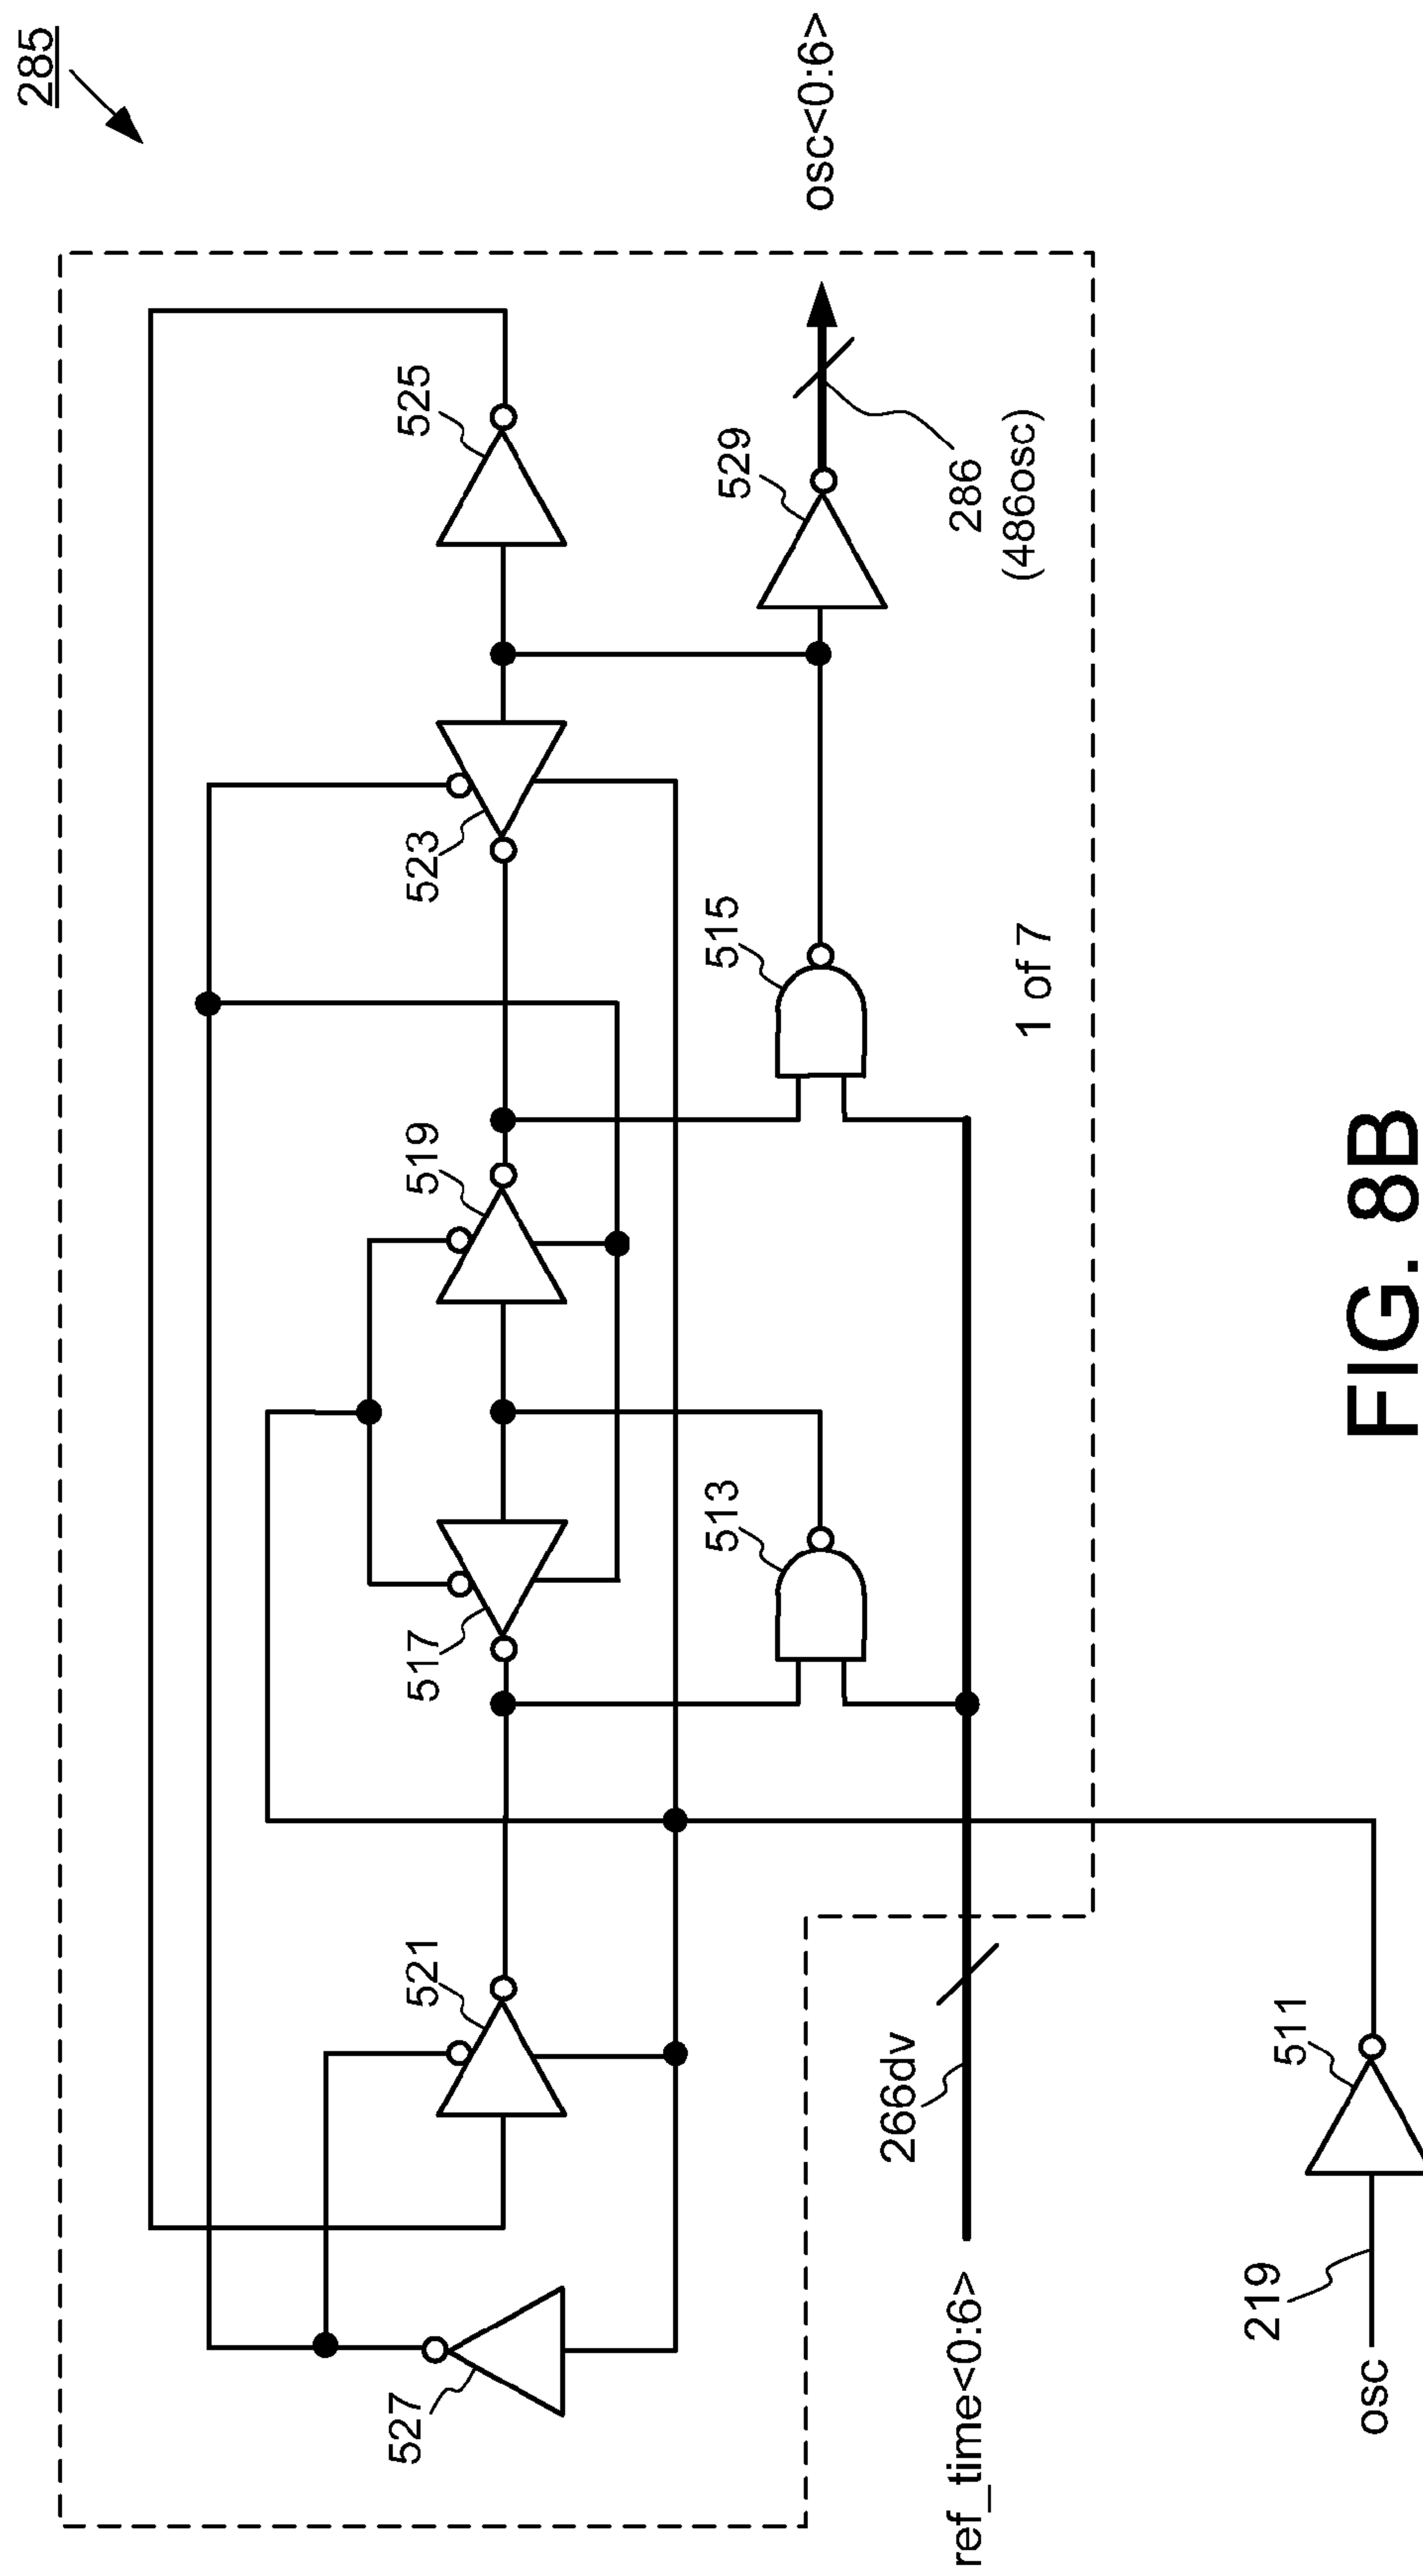 285
osc<0:6>
525
529
286
(486osc)
523
515
1 of 7
519
517
513
521
527
266dv
ref_time<0:6>
511
219
osc
FIG. 8B